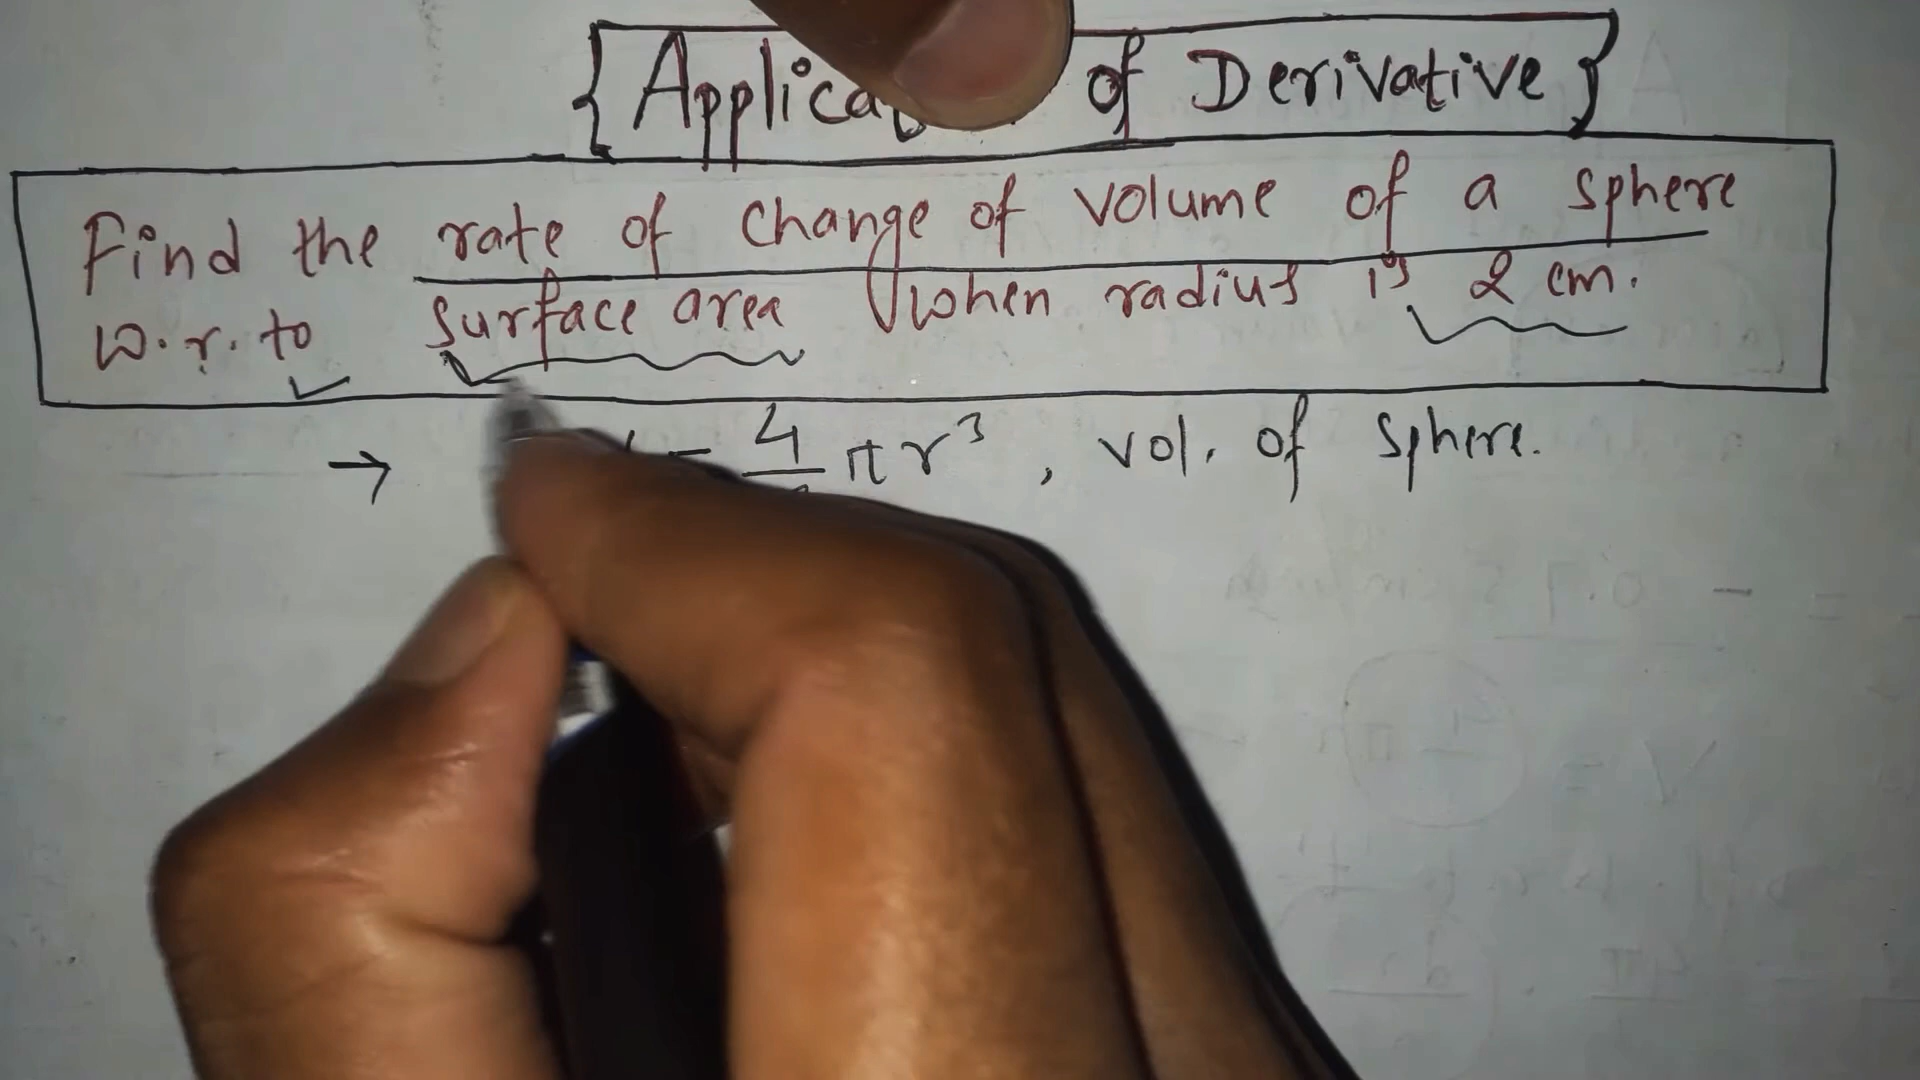 { Applica of Derivative }
Find the rate of change of volume of a sphere
w.r. to surface area when radius is 2 cm.
→ = 4 πr³, vol. of sphere.